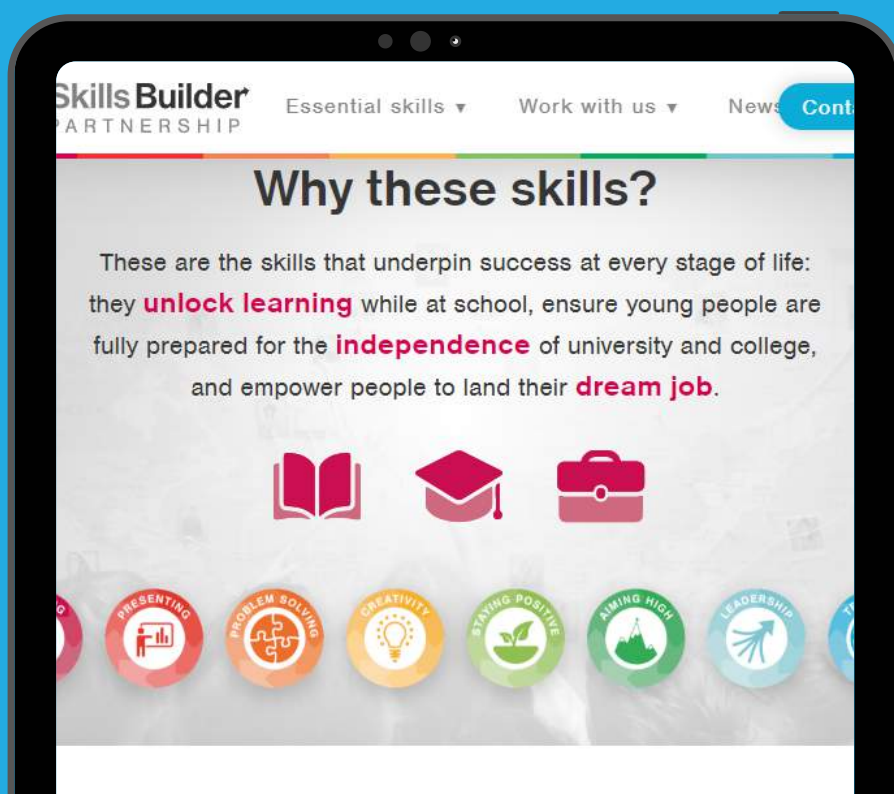 Skills Builder
PARTNERSHIP
Essential skills ▾
Work with us ▾
News
Why these skills?
These are the skills that underpin success at every stage of life:
they unlock learning while at school, ensure young people are
fully prepared for the independence of university and college,
and empower people to land their dream job.
PRESENTING
PROBLEM SOLVING
CREATIVITY
STAYING POSITIVE
AIMING HIGH
LEADERSHIP